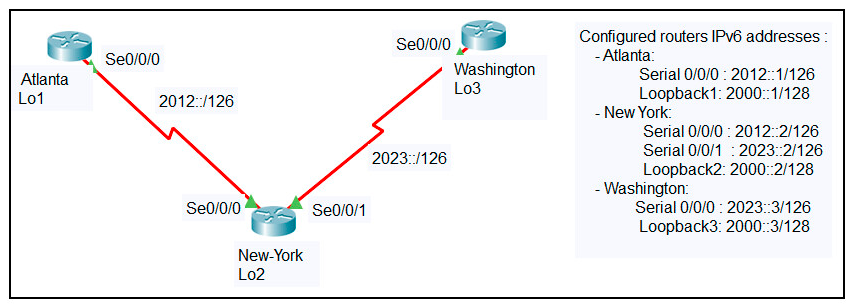 Se0/0/0
Atlanta
Lo1
2012::/126
Se0/0/0
Washington
Lo3
2023::/126
Se0/0/0
Se0/0/1
New-York
Lo2
Configured routers IPv6 addresses :
- Atlanta:
Serial 0/0/0 : 2012::1/126
Loopback1: 2000::1/128
- New York:
Serial 0/0/0 : 2012::2/126
Serial 0/0/1 : 2023::2/126
Loopback2: 2000::2/128
- Washington:
Serial 0/0/0 : 2023::3/126
Loopback3: 2000::3/128